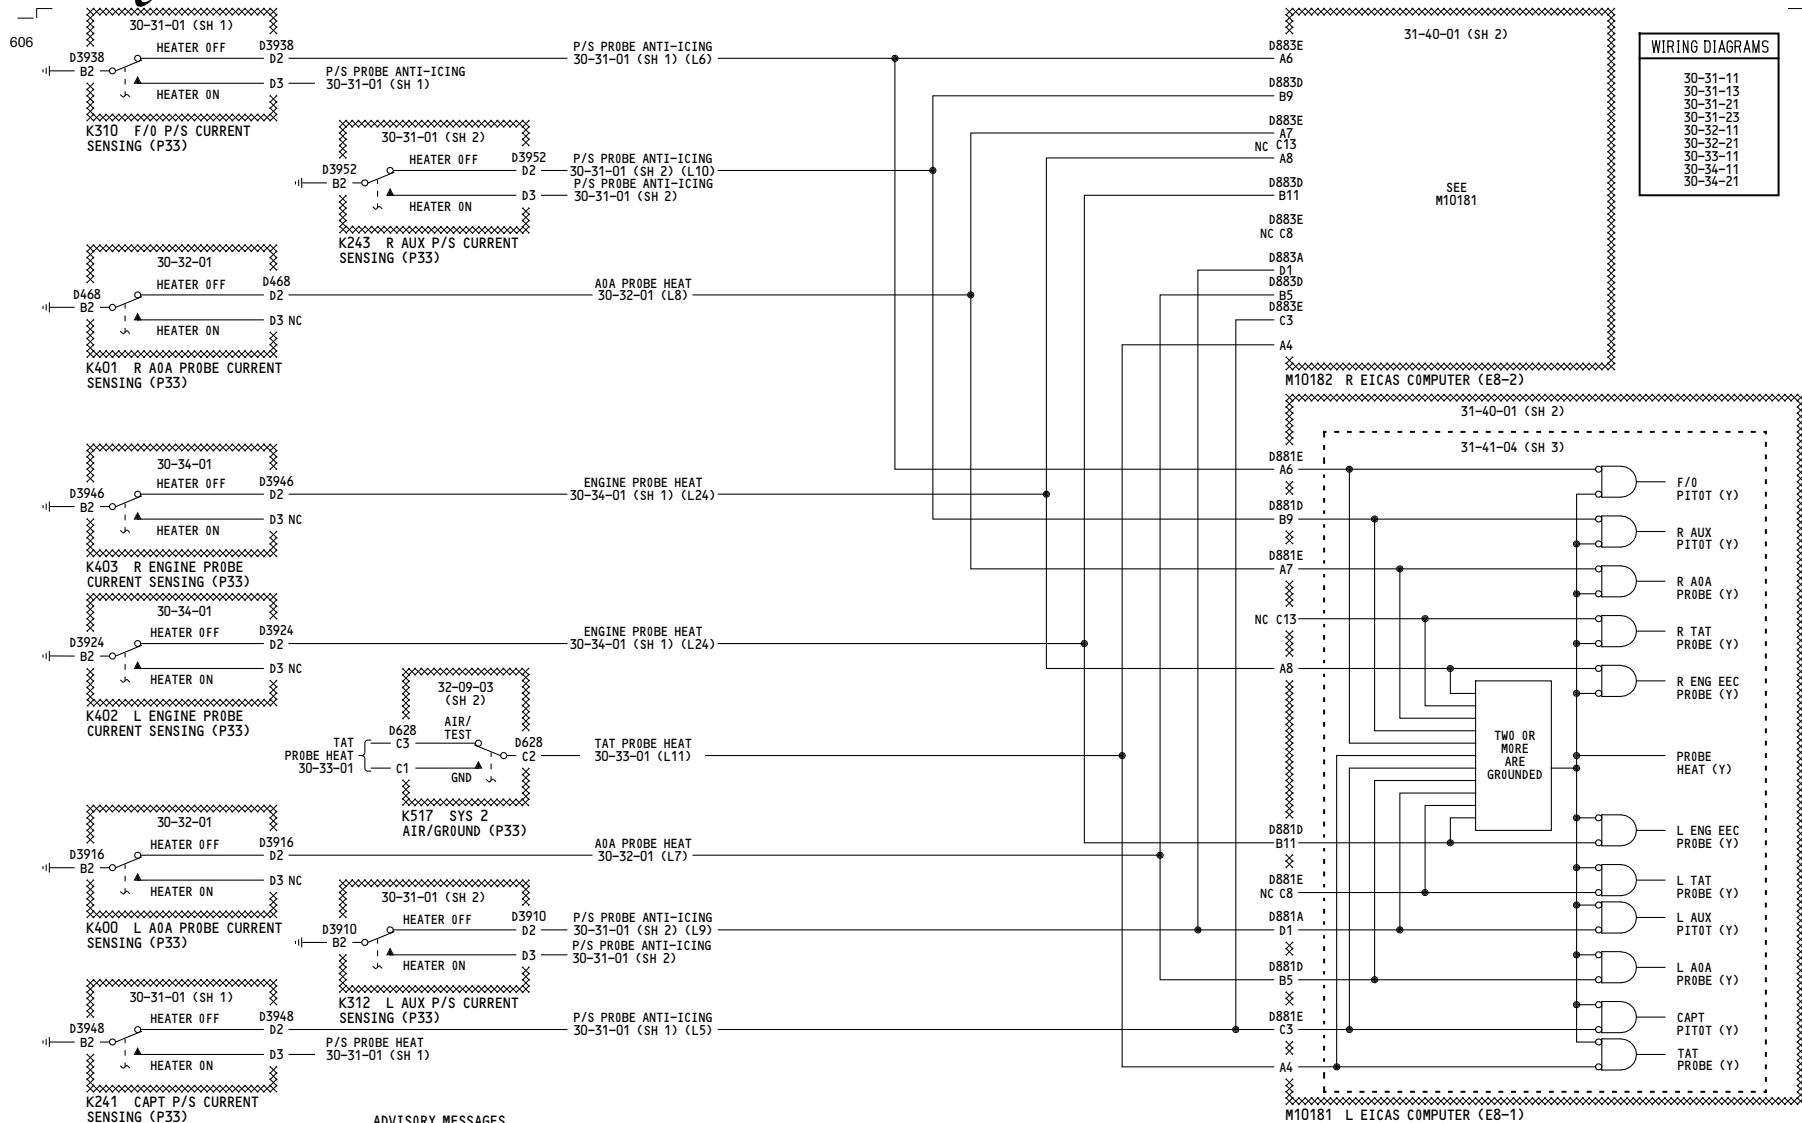 606
30-31-01 (SH 1)
HEATER OFF
D3938
D2
D3938
B2
HEATER ON
D3
P/S PROBE ANTI-ICING
30-31-01 (SH 1)
K310 F/O P/S CURRENT
SENSING (P33)
P/S PROBE ANTI-ICING
30-31-01 (SH 1) (L6)
30-31-01 (SH 2)
HEATER OFF
D3952
D2
D3952
B2
HEATER ON
D3
P/S PROBE ANTI-ICING
30-31-01 (SH 2) (L10)
P/S PROBE ANTI-ICING
30-31-01 (SH 2)
K243 R AUX P/S CURRENT
SENSING (P33)
30-32-01
HEATER OFF
D468
D2
D468
B2
HEATER ON
D3 NC
K401 R AOA PROBE CURRENT
SENSING (P33)
AOA PROBE HEAT
30-32-01 (L8)
30-34-01
HEATER OFF
D3946
D2
D3946
B2
HEATER ON
D3 NC
K403 R ENGINE PROBE
CURRENT SENSING (P33)
ENGINE PROBE HEAT
30-34-01 (SH 1) (L24)
30-34-01
HEATER OFF
D3924
D2
D3924
B2
HEATER ON
D3 NC
K402 L ENGINE PROBE
CURRENT SENSING (P33)
ENGINE PROBE HEAT
30-34-01 (SH 1) (L24)
32-09-03
(SH 2)
AIR/
TEST
D628
C3
D628
C2
TAT
PROBE HEAT
30-33-01
C1
GND
K517 SYS 2
AIR/GROUND (P33)
TAT PROBE HEAT
30-33-01 (L11)
30-32-01
HEATER OFF
D3916
D2
D3916
B2
HEATER ON
D3 NC
K400 L AOA PROBE CURRENT
SENSING (P33)
AOA PROBE HEAT
30-32-01 (L7)
30-31-01 (SH 2)
HEATER OFF
D3910
D2
D3910
B2
HEATER ON
D3
P/S PROBE ANTI-ICING
30-31-01 (SH 2) (L9)
P/S PROBE ANTI-ICING
30-31-01 (SH 2)
K312 L AUX P/S CURRENT
SENSING (P33)
30-31-01 (SH 1)
HEATER OFF
D3948
D2
D3948
B2
HEATER ON
D3
P/S PROBE HEAT
30-31-01 (SH 1)
K241 CAPT P/S CURRENT
SENSING (P33)
P/S PROBE ANTI-ICING
30-31-01 (SH 1) (L5)
ADVISORY MESSAGES
31-40-01 (SH 2)
D883E
A6
D883D
B9
D883E
A7
NC C13
A8
D883D
B11
D883E
NC C8
D883A
D1
D883D
B5
D883E
C3
A4
SEE
M10181
M10182 R EICAS COMPUTER (E8-2)
WIRING DIAGRAMS
30-31-11
30-31-13
30-31-21
30-31-23
30-32-11
30-32-21
30-33-11
30-34-11
30-34-21
31-40-01 (SH 2)
31-41-04 (SH 3)
D881E
A6
D881D
B9
D881E
A7
NC C13
A8
D881D
B11
D881E
NC C8
D881A
D1
D881D
B5
D881E
C3
A4
TWO OR
MORE
ARE
GROUNDED
F/O
PITOT (Y)
R AUX
PITOT (Y)
R AOA
PROBE (Y)
R TAT
PROBE (Y)
R ENG EEC
PROBE (Y)
PROBE
HEAT (Y)
L ENG EEC
PROBE (Y)
L TAT
PROBE (Y)
L AUX
PITOT (Y)
L AOA
PROBE (Y)
CAPT
PITOT (Y)
TAT
PROBE (Y)
M10181 L EICAS COMPUTER (E8-1)